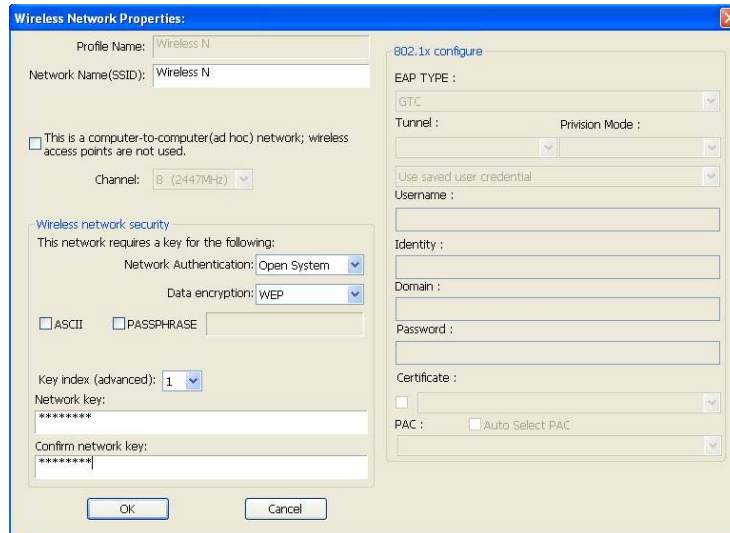 Wireless Network Properties:
Profile Name: Wireless N
Network Name(SSID): Wireless N
This is a computer-to-computer(ad hoc) network; wireless
access points are not used.
Channel: 8 (2447MHz)
Wireless network security
This network requires a key for the following:
Network Authentication: Open System
Data encryption: WEP
ASCII PASSPHRASE
Key index (advanced): 1
Network key:
********
Confirm network key:
********
OK Cancel
802.1x configure
EAP TYPE :
GTC
Tunnel : Privision Mode :
Use saved user credential
Username :
Identity :
Domain :
Password :
Certificate :
PAC : Auto Select PAC